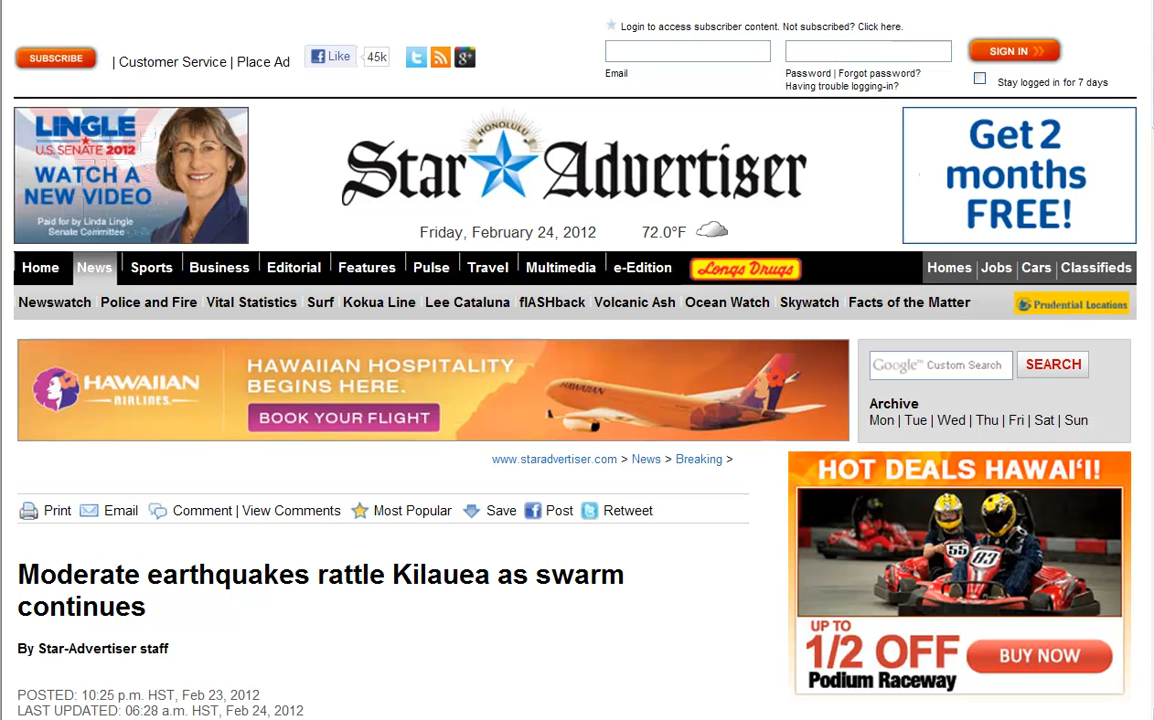 Login to access subscriber content. Not subscribed? Click here.
SUBSCRIBE | Customer Service | Place Ad Like 45k
SIGN IN
Email
Password | Forgot password?
Having trouble logging-in?
Stay logged in for 7 days
LINGLE
U.S. SENATE 2012
WATCH A
NEW VIDEO
Paid for by Linda Lingle
Senate Committee
HONOLULU
Star Advertiser
Friday, February 24, 2012 72.0°F
Get 2
months
FREE!
Home News Sports Business Editorial Features Pulse Travel Multimedia e-Edition Longs Drugs Homes | Jobs | Cars | Classifieds
Newswatch Police and Fire Vital Statistics Surf Kokua Line Lee Cataluna flASHback Volcanic Ash Ocean Watch Skywatch Facts of the Matter Prudential Locations
HAWAIIAN
AIRLINES
HAWAIIAN HOSPITALITY
BEGINS HERE.
BOOK YOUR FLIGHT
HAWAIIAN
Google™ Custom Search SEARCH
Archive
Mon | Tue | Wed | Thu | Fri | Sat | Sun
www.staradvertiser.com > News > Breaking >
Print Email Comment | View Comments Most Popular Save Post Retweet
Moderate earthquakes rattle Kilauea as swarm
continues
By Star-Advertiser staff
POSTED: 10:25 p.m. HST, Feb 23, 2012
LAST UPDATED: 06:28 a.m. HST, Feb 24, 2012
HOT DEALS HAWAI‘I!
55 03
UP TO
1/2 OFF
Podium Raceway
BUY NOW